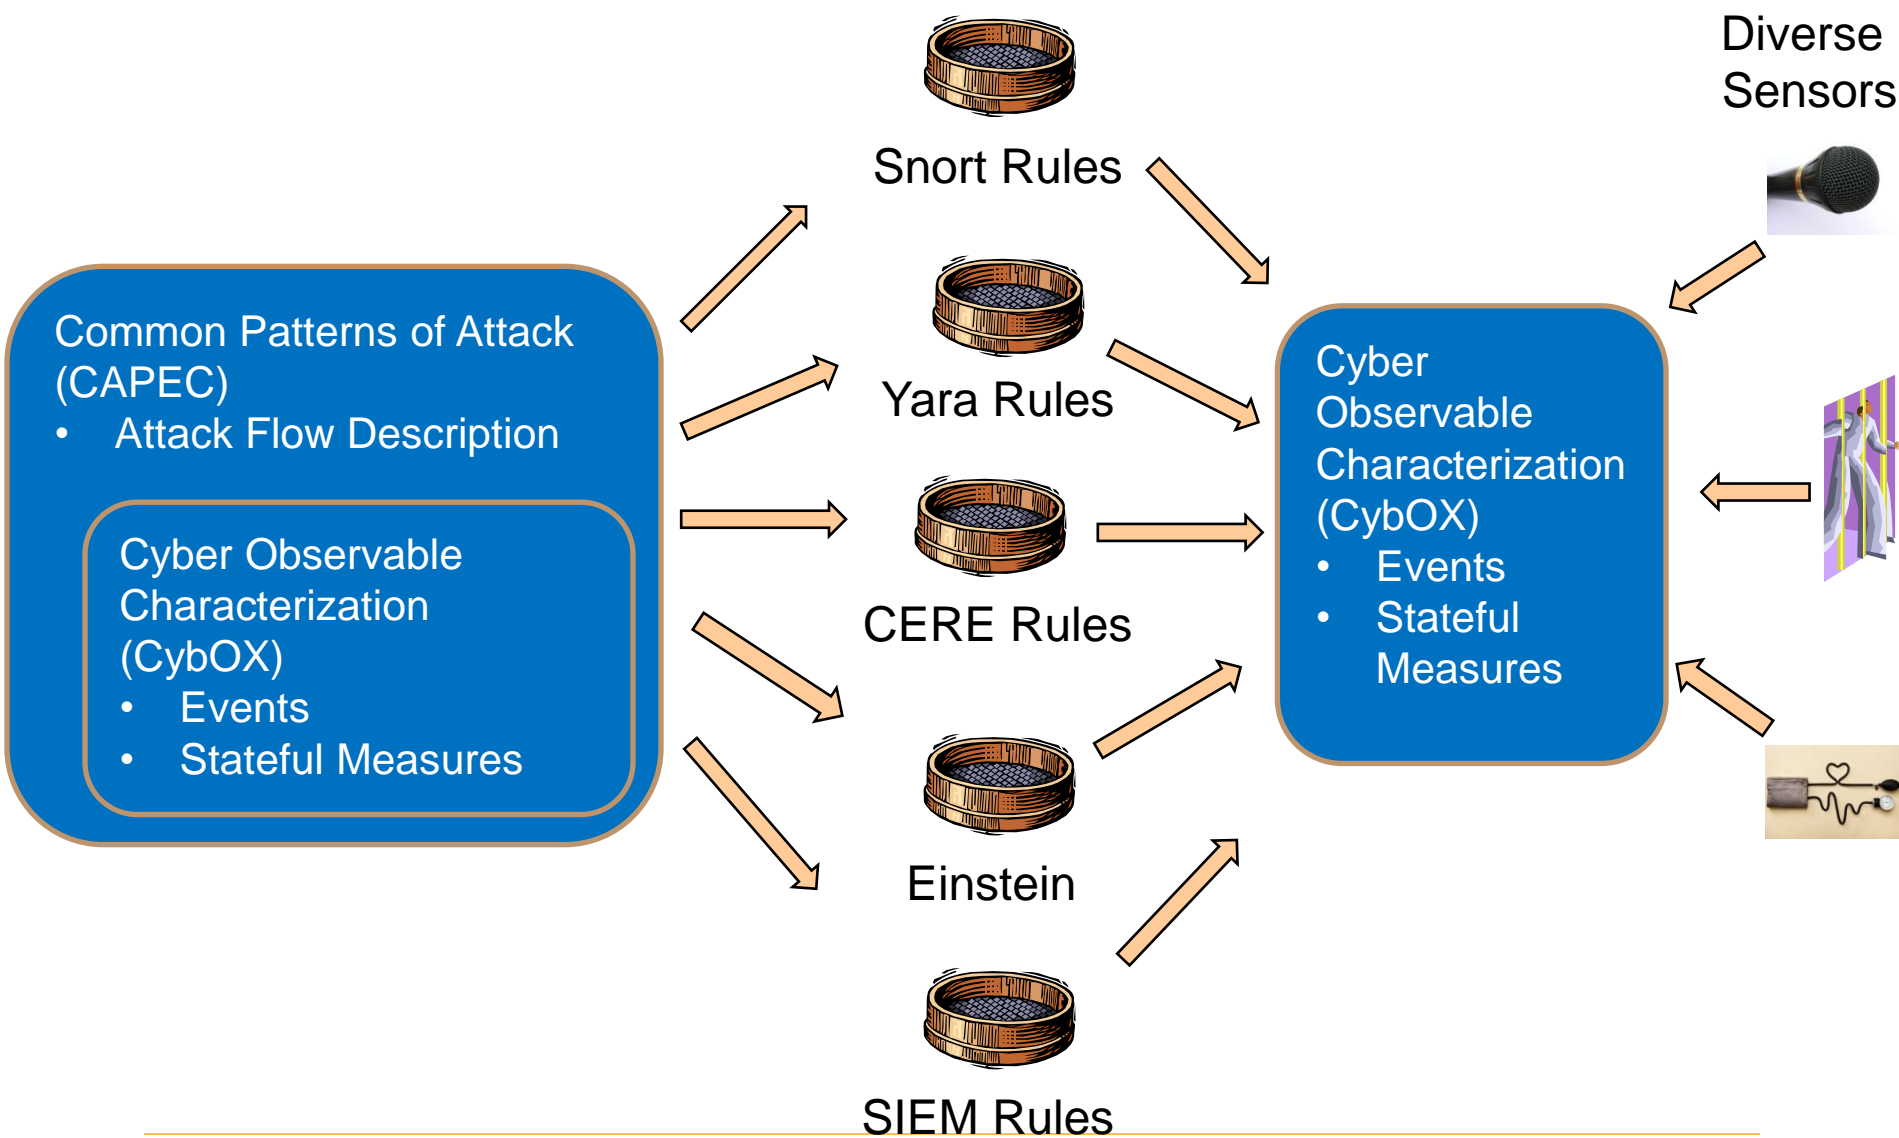 Diverse
Sensors
Snort Rules
Common Patterns of Attack
(CAPEC)
• Attack Flow Description
Cyber Observable
Characterization
(CybOX)
• Events
• Stateful Measures
Yara Rules
CERE Rules
Einstein
SIEM Rules
Cyber
Observable
Characterization
(CybOX)
• Events
• Stateful
Measures